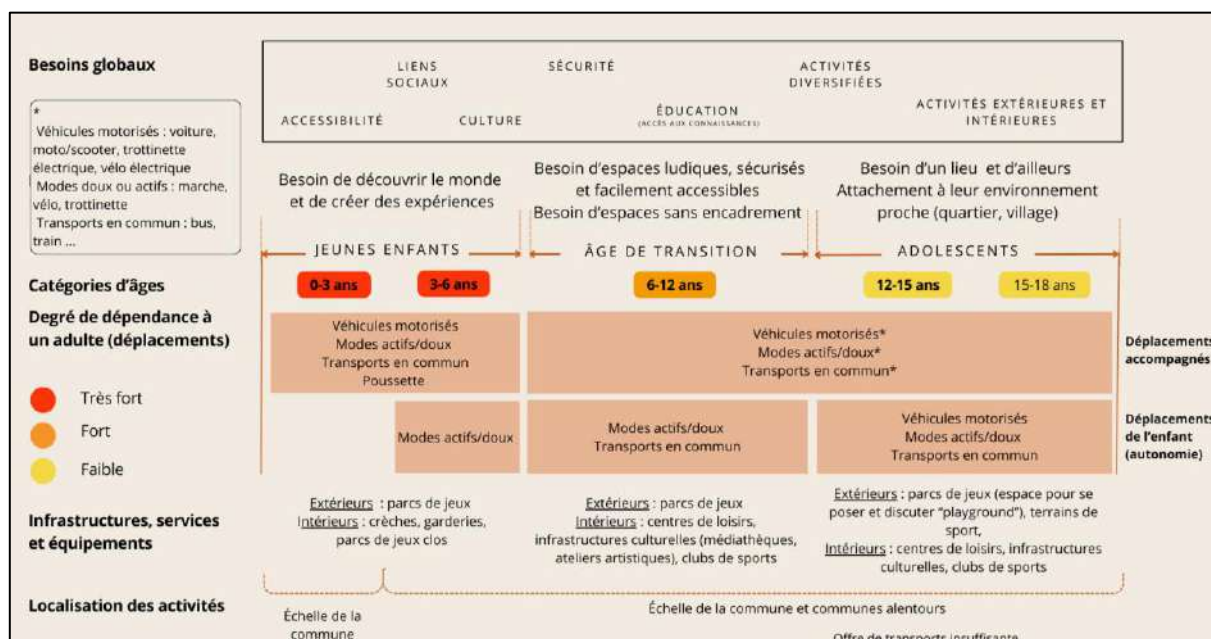 Besoins globaux
LIENS
SOCIAUX
SÉCURITÉ
ACTIVITÉS
DIVERSIFIÉES
ACCESSIBILITÉ
CULTURE
ÉDUCATION
(ACCÈS AUX CONNAISSANCES)
ACTIVITÉS EXTÉRIEURES ET
INTÉRIEURES
*
Véhicules motorisés : voiture,
moto/scooter, trottinette
électrique, vélo électrique
Modes doux ou actifs : marche,
vélo, trottinette
Transports en commun : bus,
train ...
Besoin de découvrir le monde
et de créer des expériences
Besoin d'espaces ludiques, sécurisés
et facilement accessibles
Besoin d'espaces sans encadrement
Besoin d'un lieu et d'ailleurs
Attachement à leur environnement
proche (quartier, village)
JEUNES ENFANTS
ÂGE DE TRANSITION
ADOLESCENTS
Catégories d'âges
0-3 ans
3-6 ans
6-12 ans
12-15 ans
15-18 ans
Degré de dépendance à
un adulte (déplacements)
Très fort
Fort
Faible
Véhicules motorisés
Modes actifs/doux
Transports en commun
Poussette
Véhicules motorisés*
Modes actifs/doux*
Transports en commun*
Déplacements
accompagnés
Modes actifs/doux
Modes actifs/doux
Transports en commun
Véhicules motorisés
Modes actifs/doux
Transports en commun
Déplacements
de l'enfant
(autonomie)
Infrastructures, services
et équipements
Extérieurs : parcs de jeux
Intérieurs : crèches, garderies,
parcs de jeux clos
Extérieurs : parcs de jeux
Intérieurs : centres de loisirs,
infrastructures culturelles (médiathèques,
ateliers artistiques), clubs de sports
Extérieurs : parcs de jeux (espace pour se
poser et discuter "playground"), terrains de
sport,
Intérieurs : centres de loisirs, infrastructures
culturelles, clubs de sports
Localisation des activités
Échelle de la
commune
Échelle de la commune et communes alentours
Offre de transports insuffisante